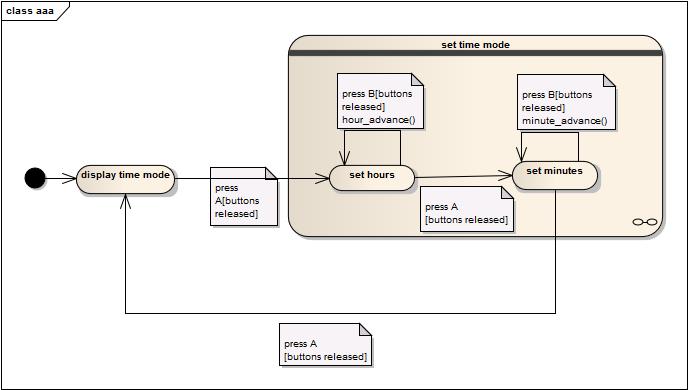 class aaa
set time mode
press B[buttons
released]
hour_advance()
press B[buttons
released]
minute_advance()
display time mode
press
A[buttons
released]
set hours
set minutes
press A
[buttons released]
press A
[buttons released]